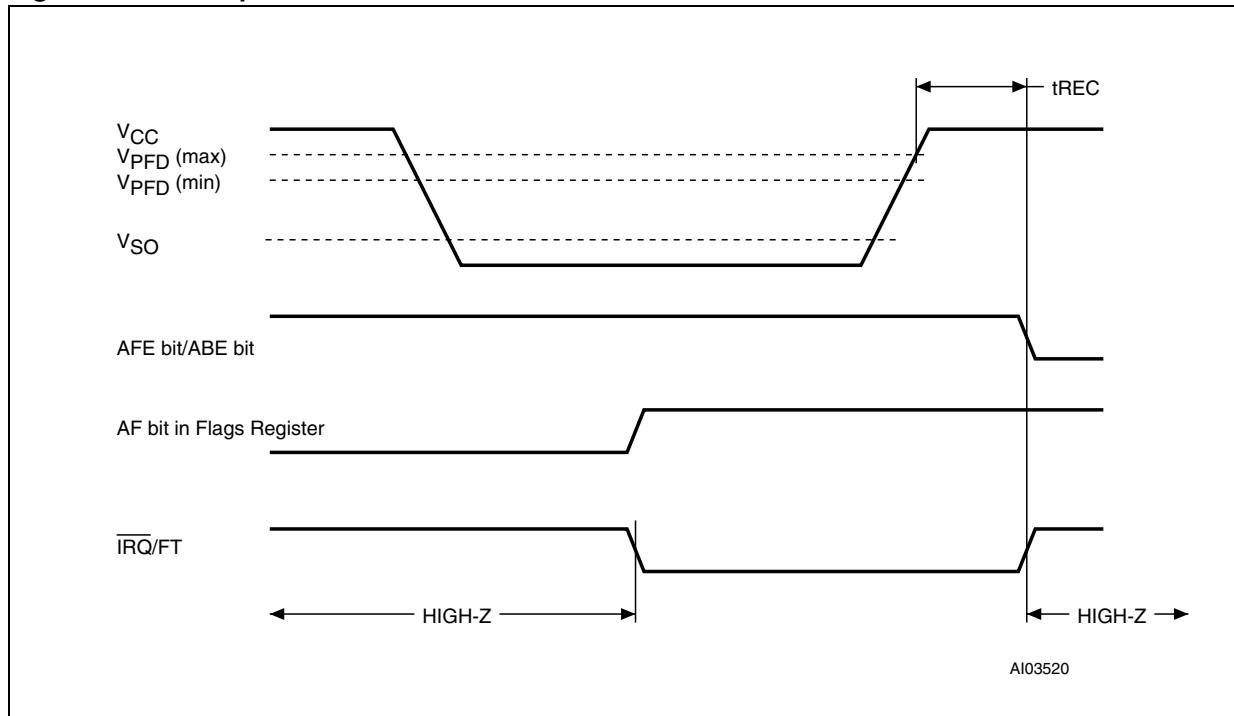 tREC
VCC
VPFD (max)
VPFD (min)
VSO
AFE bit/ABE bit
AF bit in Flags Register
IRQ/FT
HIGH-Z
HIGH-Z
AI03520